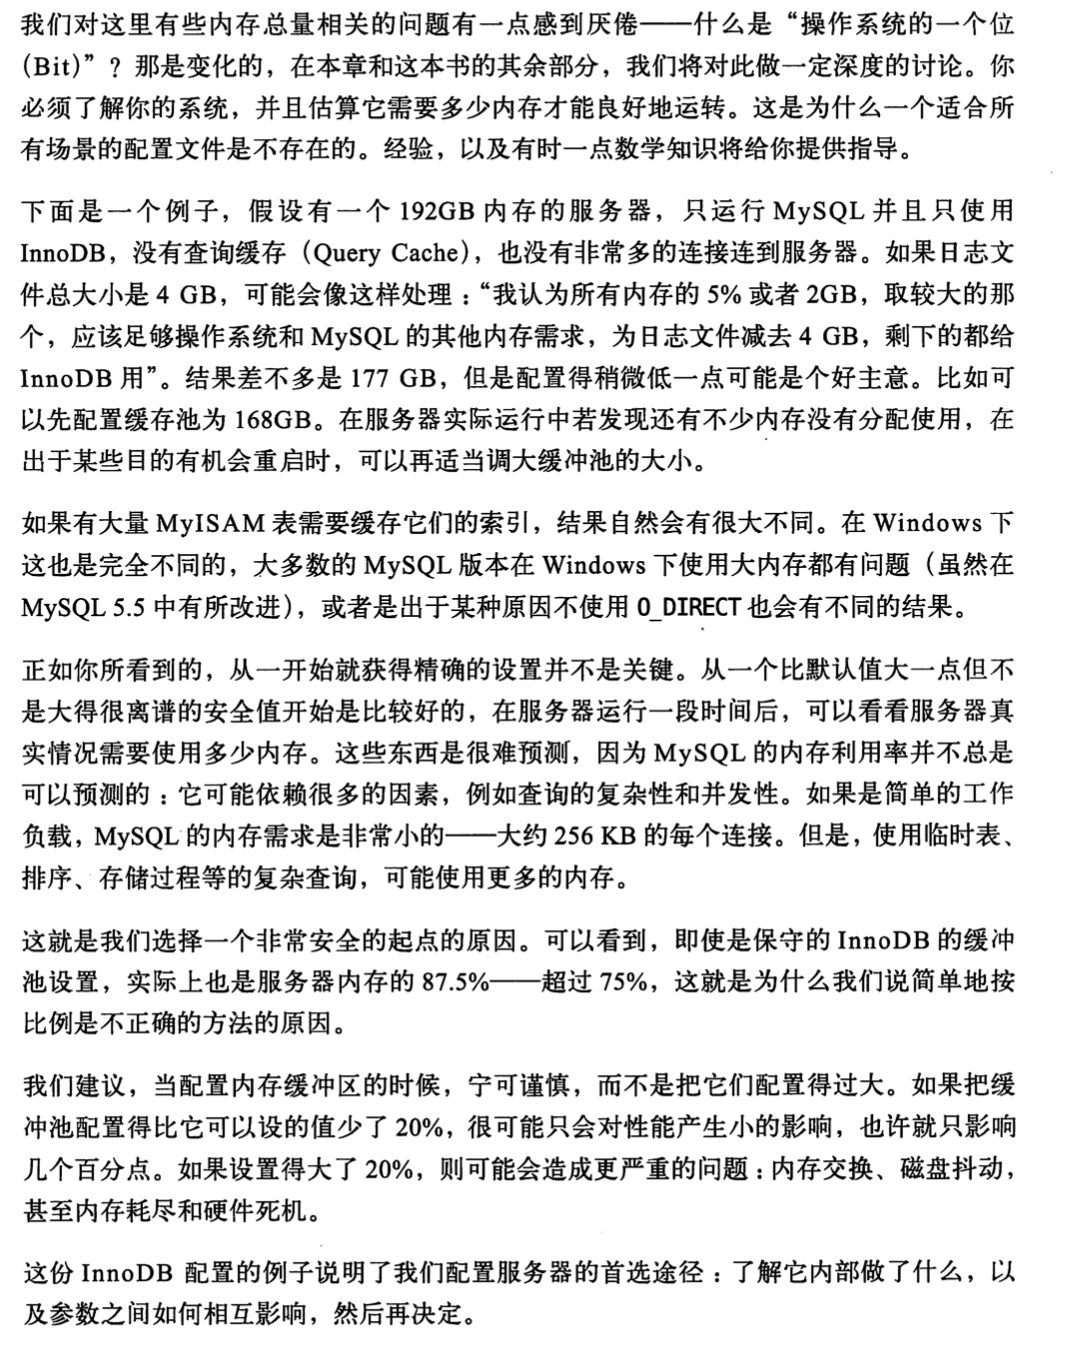 我们对这里有些内存总量相关的问题有一点感到厌倦——什么是“操作系统的一个位
（Bit）”？那是变化的，在本章和这本书的其余部分，我们将对此做一定深度的讨论。你
必须了解你的系统，并且估算它需要多少内存才能良好地运转。这是为什么一个适合所
有场景的配置文件是不存在的。经验，以及有时一点数学知识将给你提供指导。
下面是一个例子，假设有一个 192GB 内存的服务器，只运行 MySQL 并且只使用
InnoDB，没有查询缓存（Query Cache），也没有非常多的连接连到服务器。如果日志文
件总大小是 4 GB，可能会像这样处理：“我认为所有内存的 5% 或者 2GB，取较大的那
个，应该足够操作系统和 MySQL 的其他内存需求，为日志文件减去 4 GB，剩下的都给
InnoDB 用”。结果差不多是 177 GB，但是配置得稍微低一点可能是个好主意。比如可
以先配置缓存池为 168GB。在服务器实际运行中若发现还有不少内存没有分配使用，在
出于某些目的有机会重启时，可以再适当调大缓冲池的大小。
如果有大量 MyISAM 表需要缓存它们的索引，结果自然会有很大不同。在 Windows 下
这也是完全不同的，大多数的 MySQL 版本在 Windows 下使用大内存都有问题（虽然在
MySQL 5.5 中有所改进），或者是出于某种原因不使用 O_DIRECT 也会有不同的结果。
正如你所看到的，从一开始就获得精确的设置并不是关键。从一个比默认值大一点但不
是大得很离谱的安全值开始是比较好的，在服务器运行一段时间后，可以看看服务器真
实情况需要使用多少内存。这些东西是很难预测，因为 MySQL 的内存利用率并不总是
可以预测的：它可能依赖很多的因素，例如查询的复杂性和并发性。如果是简单的工作
负载，MySQL 的内存需求是非常小的——大约 256 KB 的每个连接。但是，使用临时表、
排序、存储过程等的复杂查询，可能使用更多的内存。
这就是我们选择一个非常安全的起点的原因。可以看到，即使是保守的 InnoDB 的缓冲
池设置，实际上也是服务器内存的 87.5%——超过 75%，这就是为什么我们说简单地按
比例是不正确的方法的原因。
我们建议，当配置内存缓冲区的时候，宁可谨慎，而不是把它们配置得过大。如果把缓
冲池配置得比它可以设的值少了 20%，很可能只会对性能产生小的影响，也许就只影响
几个百分点。如果设置得大了 20%，则可能会造成更严重的问题：内存交换、磁盘抖动，
甚至内存耗尽和硬件死机。
这份 InnoDB 配置的例子说明了我们配置服务器的首选途径：了解它内部做了什么，以
及参数之间如何相互影响，然后再决定。